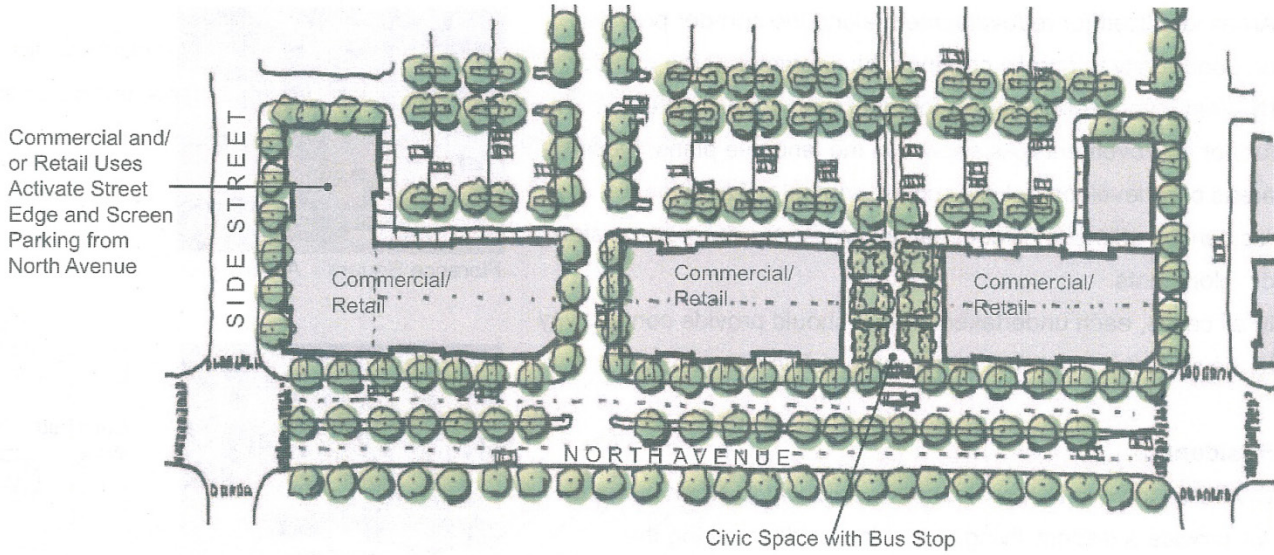 Commercial and/
or Retail Uses
Activate Street
Edge and Screen
Parking from
North Avenue
SIDE STREET
Commercial/
Retail
Commercial/
Retail
Commercial/
Retail
NORTH AVENUE
Civic Space with Bus Stop